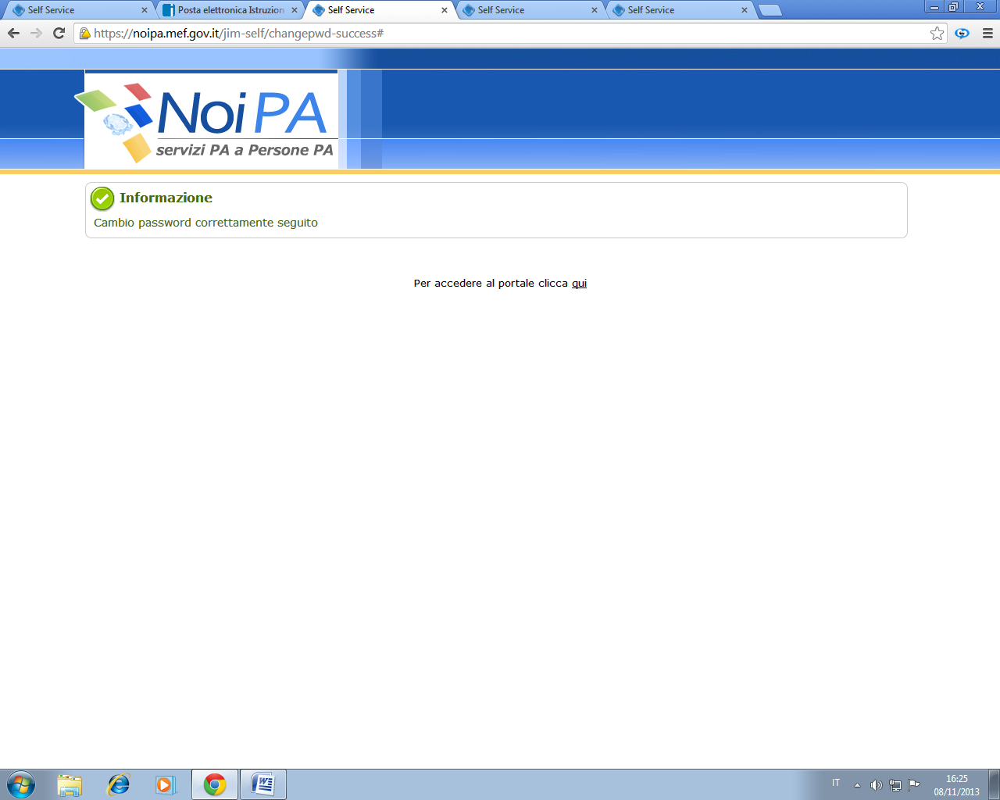 Self Service
Posta elettronica Istruzion
Self Service
Self Service
Self Service
https://noipa.mef.gov.it/jim-self/changepwd-success#
NoiPA
servizi PA a Persone PA
Informazione
Cambio password correttamente seguito
Per accedere al portale clicca qui
IT
16:25
08/11/2013